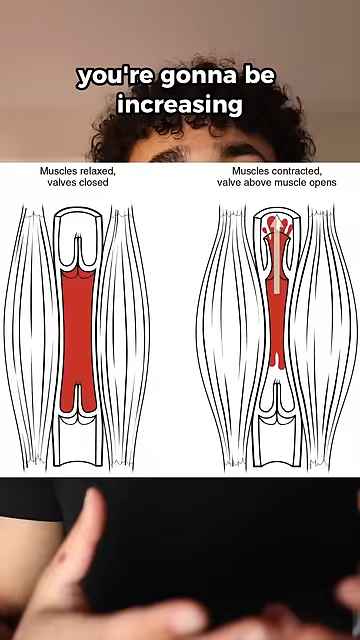 you're gonna be
increasing
Muscles relaxed,
valves closed
Muscles contracted,
valve above muscle opens